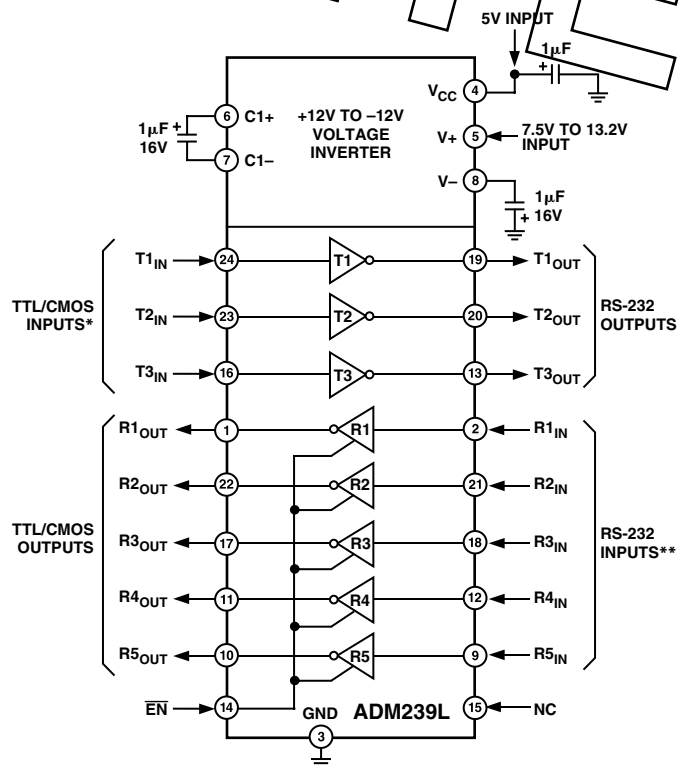 5V INPUT
1µF
+
VCC
4
6
C1+
+12V TO –12V
VOLTAGE
INVERTER
1µF +
16V
V+
5
7.5V TO 13.2V
INPUT
7
C1–
V–
8
1µF
+ 16V
TTL/CMOS
INPUTS*
T1IN
24
T1
19
T1OUT
T2IN
23
T2
20
T2OUT
RS-232
OUTPUTS
T3IN
16
T3
13
T3OUT
R1OUT
1
R1
2
R1IN
R2OUT
22
R2
21
R2IN
TTL/CMOS
OUTPUTS
R3OUT
17
R3
18
R3IN
RS-232
INPUTS**
R4OUT
11
R4
12
R4IN
R5OUT
10
R5
9
R5IN
EN
14
GND
ADM239L
15
NC
3